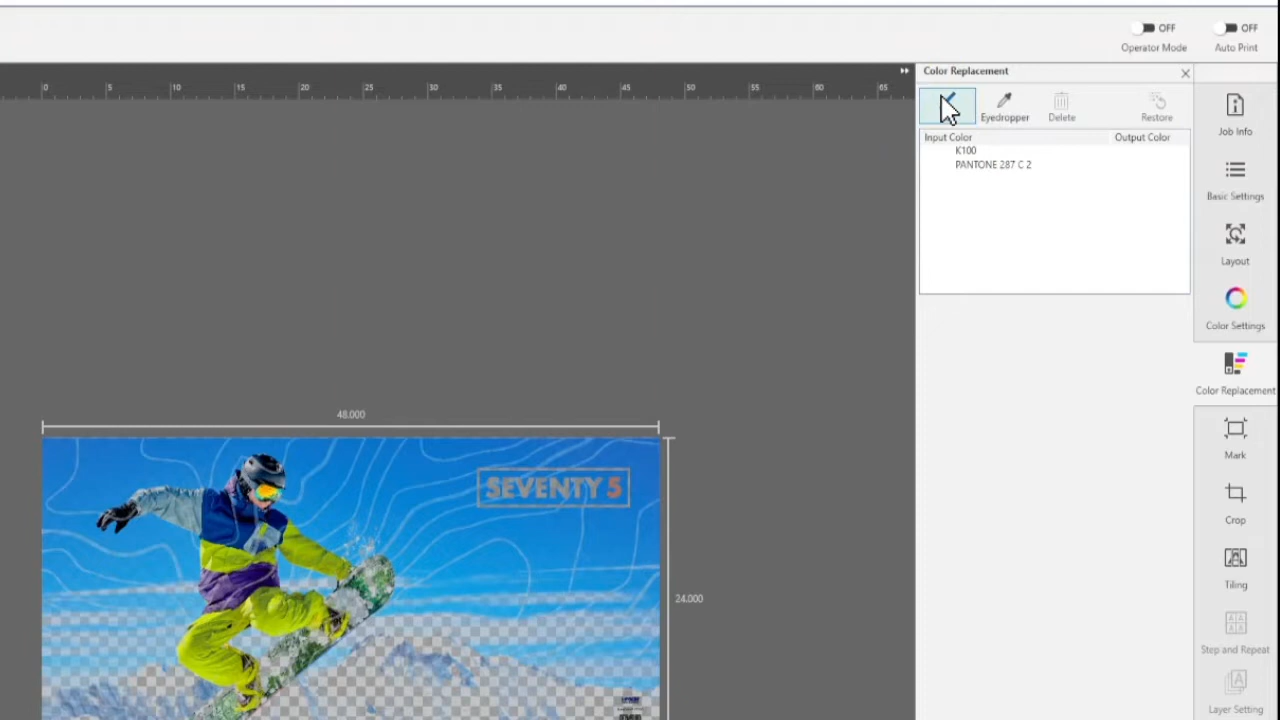 OFF OFF
Operator Mode Auto Print
Color Replacement
Eyedropper Delete Restore
Input Color Output Color
K100
PANTONE 287 C 2
0 5 10 15 20 25 30 35 40 45 50 55 60 65
Job Info
Basic Settings
Layout
Color Settings
Color Replacement
Mark
Crop
Tiling
Step and Repeat
Layer Setting
48.000
SEVENTY 5
24.000